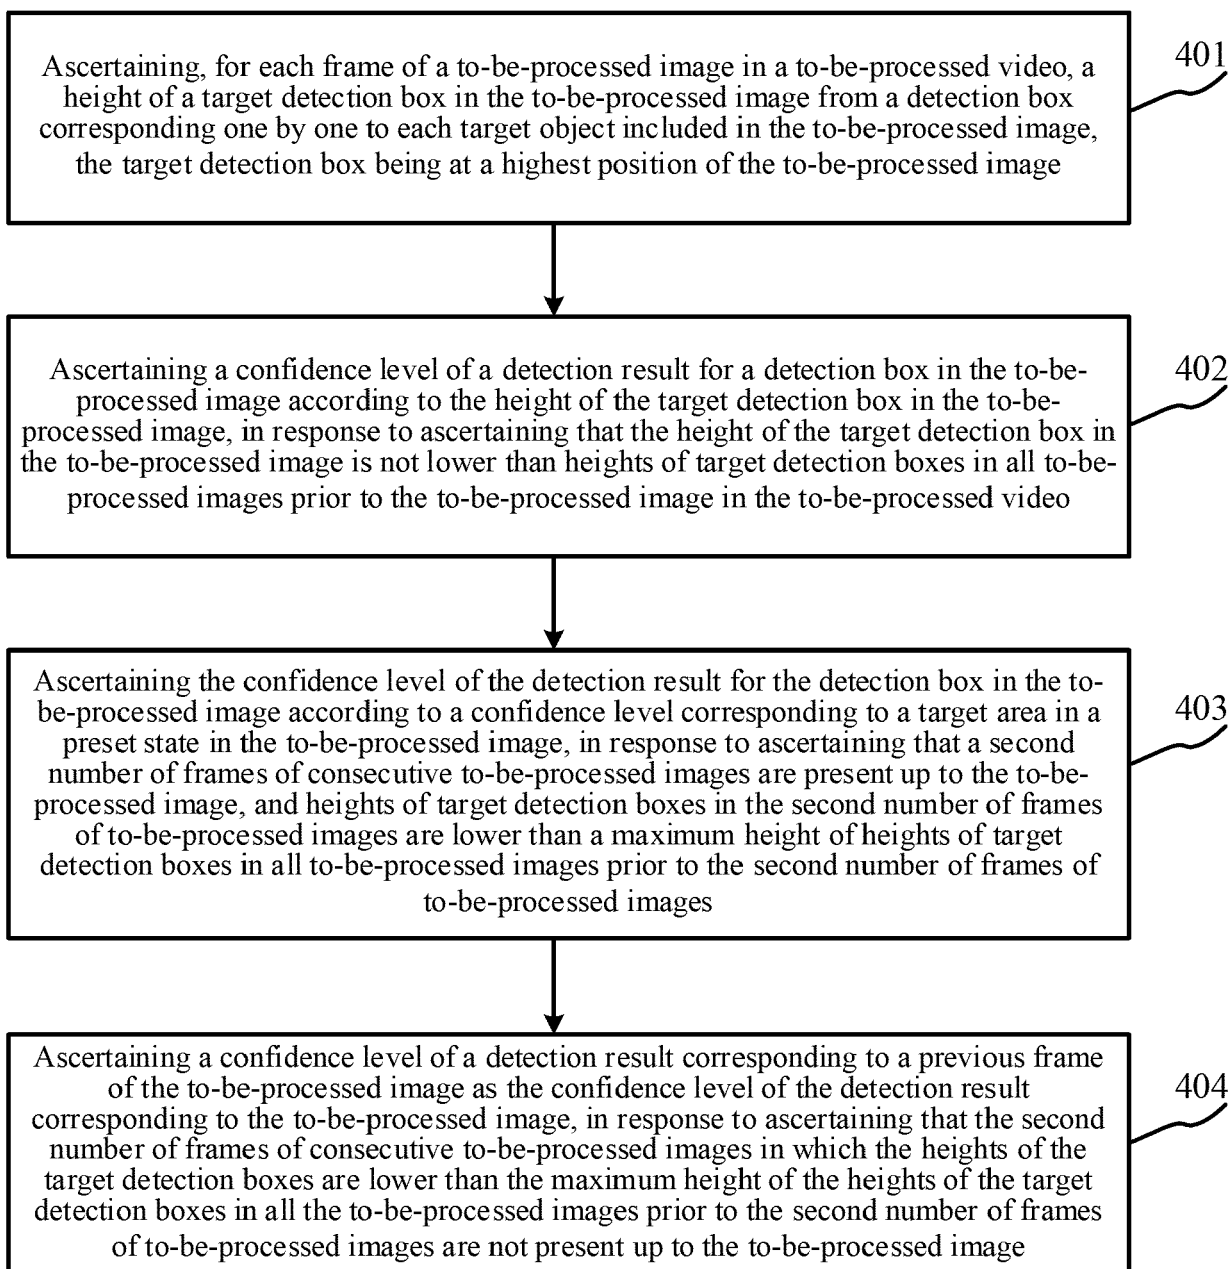 Ascertaining, for each frame of a to-be-processed image in a to-be-processed video, a
height of a target detection box in the to-be-processed image from a detection box
corresponding one by one to each target object included in the to-be-processed image,
the target detection box being at a highest position of the to-be-processed image
401
Ascertaining a confidence level of a detection result for a detection box in the to-be-
processed image according to the height of the target detection box in the to-be-
processed image, in response to ascertaining that the height of the target detection box in
the to-be-processed image is not lower than heights of target detection boxes in all to-be-
processed images prior to the to-be-processed image in the to-be-processed video
402
Ascertaining the confidence level of the detection result for the detection box in the to-
be-processed image according to a confidence level corresponding to a target area in a
preset state in the to-be-processed image, in response to ascertaining that a second
number of frames of consecutive to-be-processed images are present up to the to-be-
processed image, and heights of target detection boxes in the second number of frames
of to-be-processed images are lower than a maximum height of heights of target
detection boxes in all to-be-processed images prior to the second number of frames of
to-be-processed images
403
Ascertaining a confidence level of a detection result corresponding to a previous frame
of the to-be-processed image as the confidence level of the detection result
corresponding to the to-be-processed image, in response to ascertaining that the second
number of frames of consecutive to-be-processed images in which the heights of the
target detection boxes are lower than the maximum height of the heights of the target
detection boxes in all the to-be-processed images prior to the second number of frames
of to-be-processed images are not present up to the to-be-processed image
404